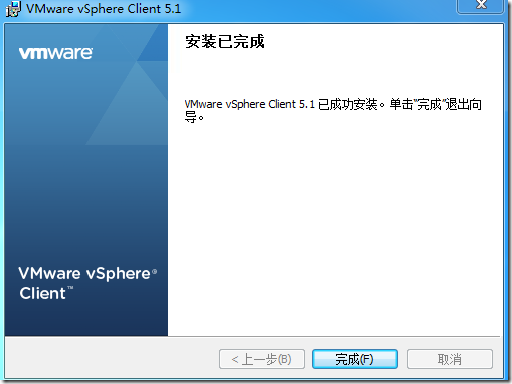 VMware vSphere Client 5.1
vmware
安装已完成
VMware vSphere Client 5.1 已成功安装。单击"完成"退出向
导。
VMware vSphere®
Client™
< 上一步(B)
完成(F)
取消